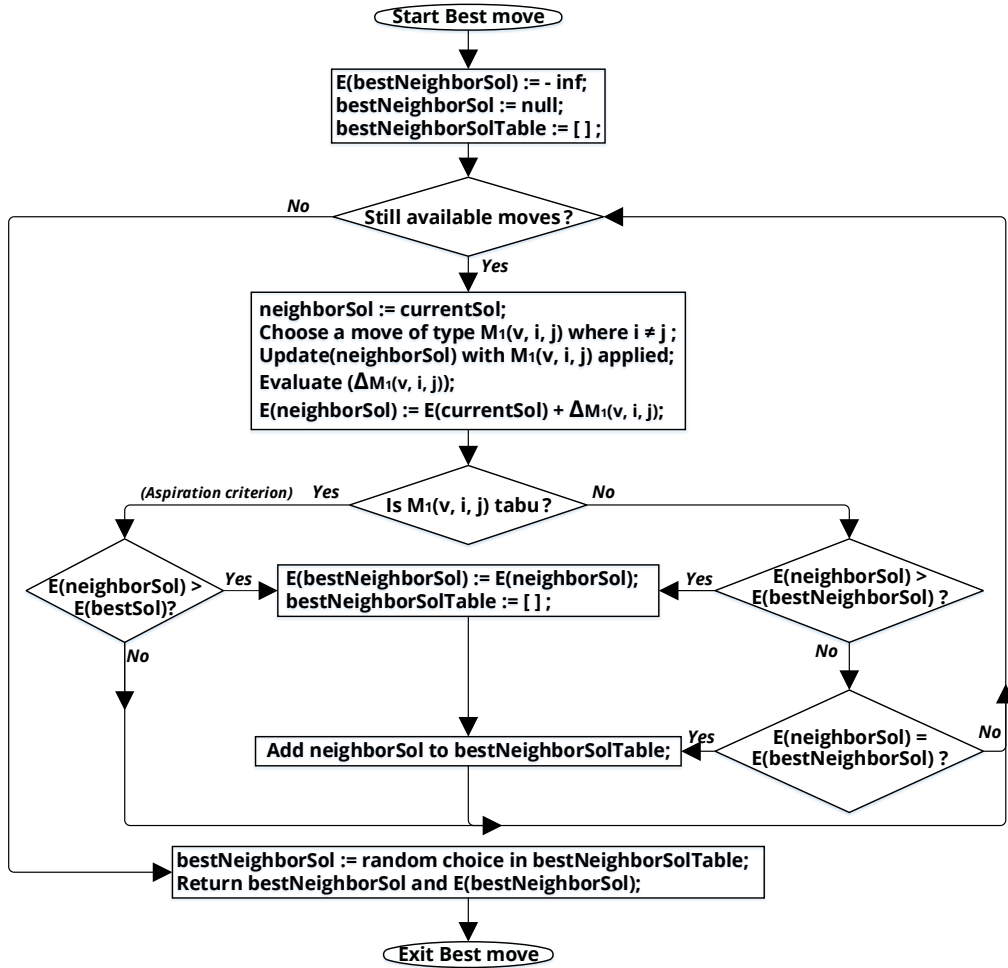 Start Best move
E(bestNeighborSol) := - inf;
bestNeighborSol := null;
bestNeighborSolTable := [ ] ;
No
Still available moves ?
Yes
neighborSol := currentSol;
Choose a move of type M₁(v, i, j) where i ≠ j ;
Update(neighborSol) with M₁(v, i, j) applied;
Evaluate (ΔM₁(v, i, j));
E(neighborSol) := E(currentSol) + ΔM₁(v, i, j);
(Aspiration criterion) Yes
Is M₁(v, i, j) tabu ?
No
E(neighborSol) >
E(bestSol)?
Yes
E(bestNeighborSol) := E(neighborSol);
bestNeighborSolTable := [ ] ;
Yes
E(neighborSol) >
E(bestNeighborSol) ?
No
No
Add neighborSol to bestNeighborSolTable;
Yes
E(neighborSol) =
E(bestNeighborSol) ?
No
bestNeighborSol := random choice in bestNeighborSolTable;
Return bestNeighborSol and E(bestNeighborSol);
Exit Best move